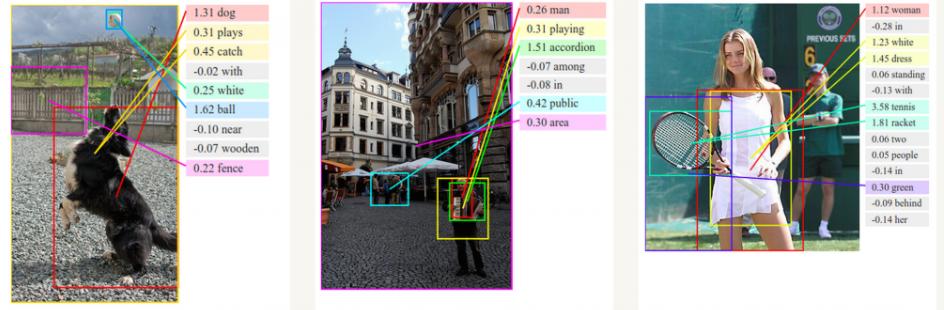 1.31 dog
0.31 plays
0.45 catch
-0.02 with
0.25 white
1.62 ball
-0.10 near
-0.07 wooden
0.22 fence
0.26 man
0.31 playing
1.51 accordion
-0.07 among
-0.08 in
0.42 public
0.30 area
PREVIOUS SETS
6
1.12 woman
-0.28 in
1.23 white
1.45 dress
0.06 standing
-0.13 with
3.58 tennis
1.81 racket
0.06 two
0.05 people
-0.14 in
0.30 green
-0.09 behind
-0.14 her